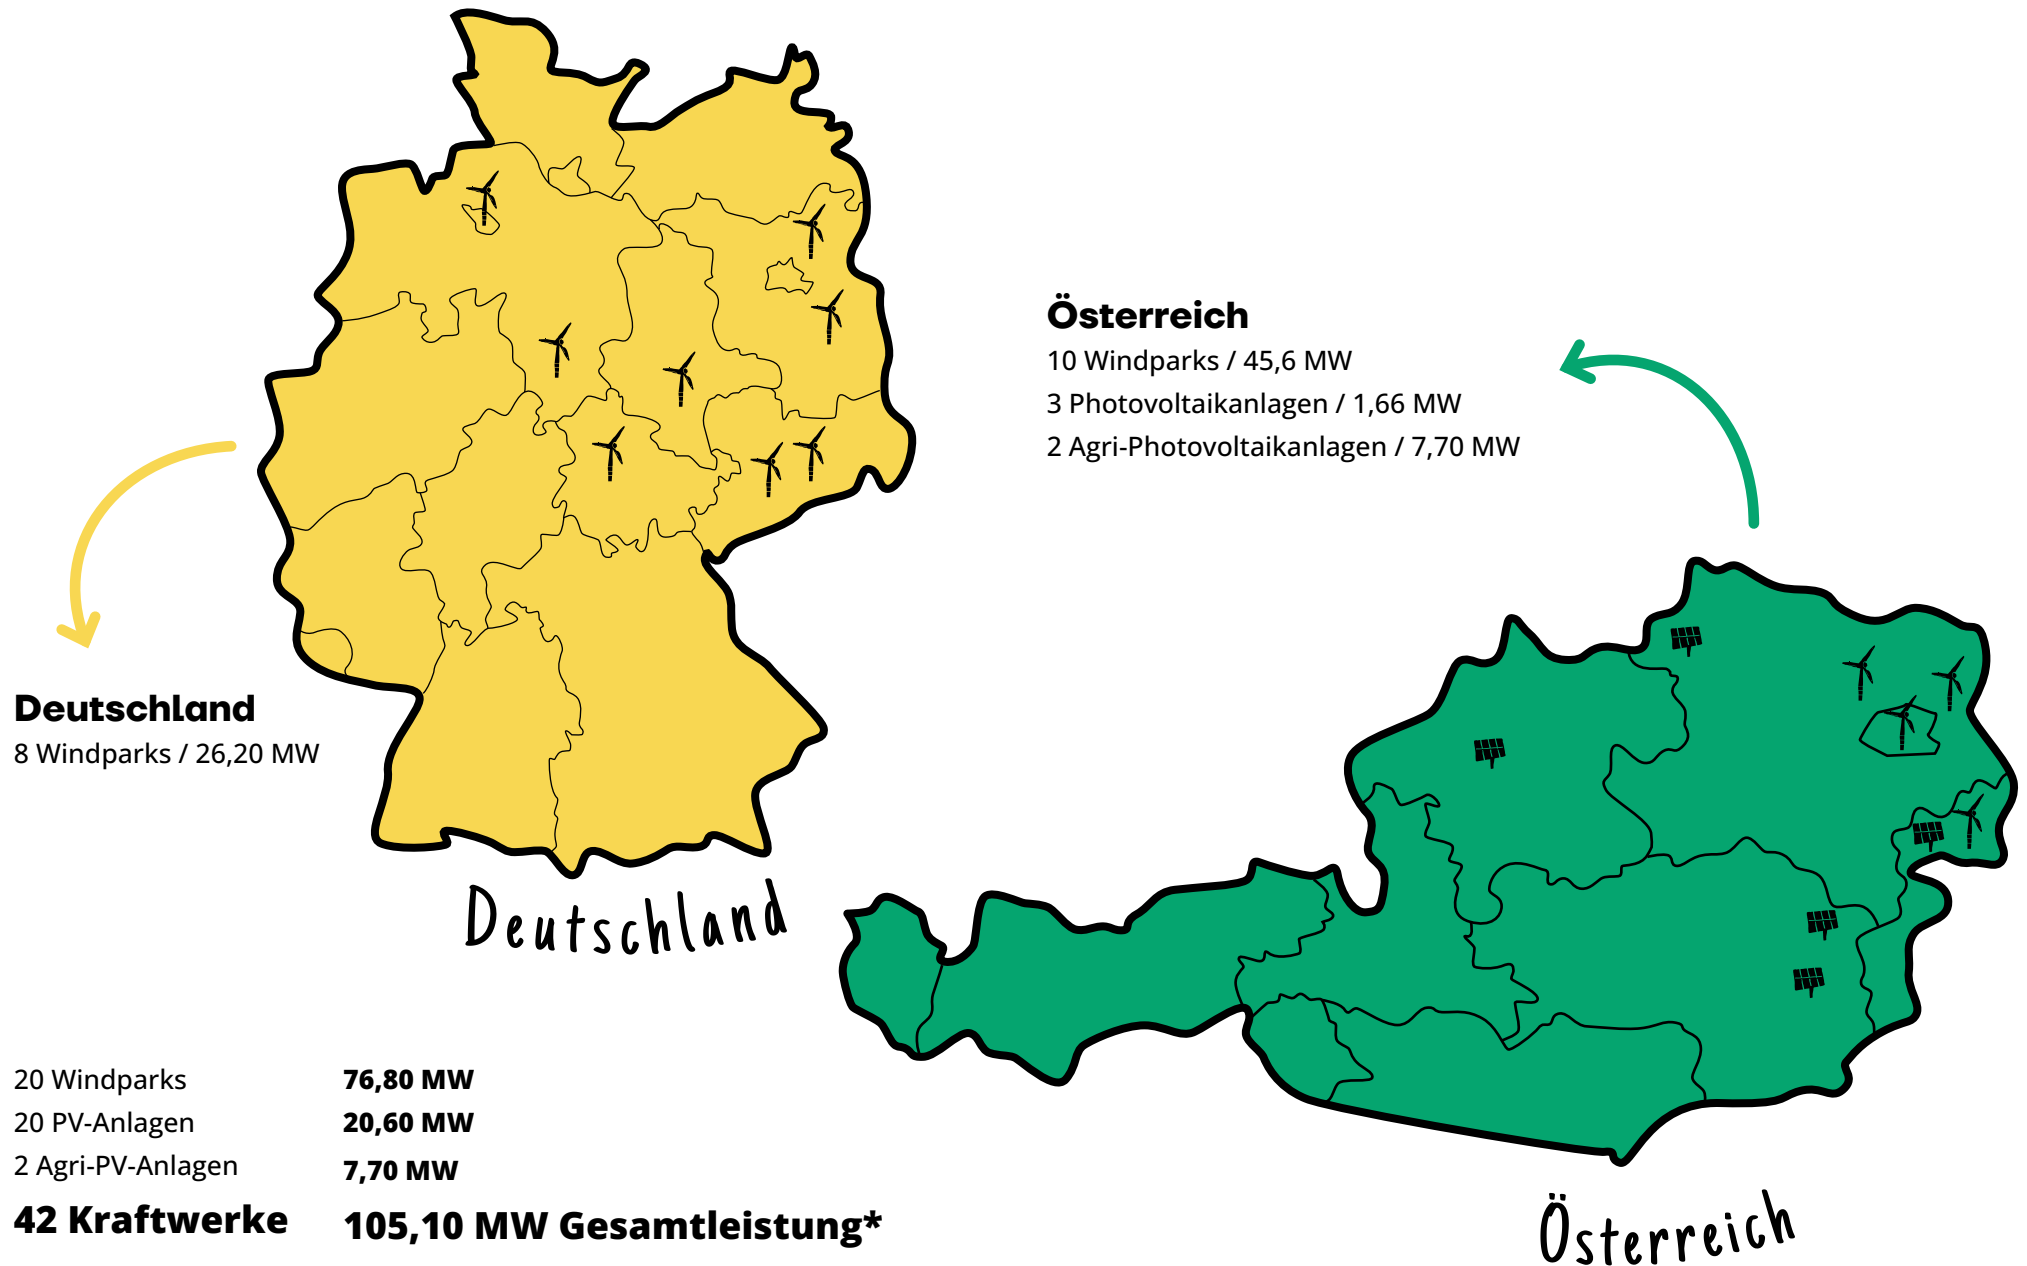 Österreich
10 Windparks / 45,6 MW
3 Photovoltaikanlagen / 1,66 MW
2 Agri-Photovoltaikanlagen / 7,70 MW
Deutschland
8 Windparks / 26,20 MW
Deutschland
20 Windparks 76,80 MW
20 PV-Anlagen 20,60 MW
2 Agri-PV-Anlagen 7,70 MW
42 Kraftwerke 105,10 MW Gesamtleistung*
Österreich